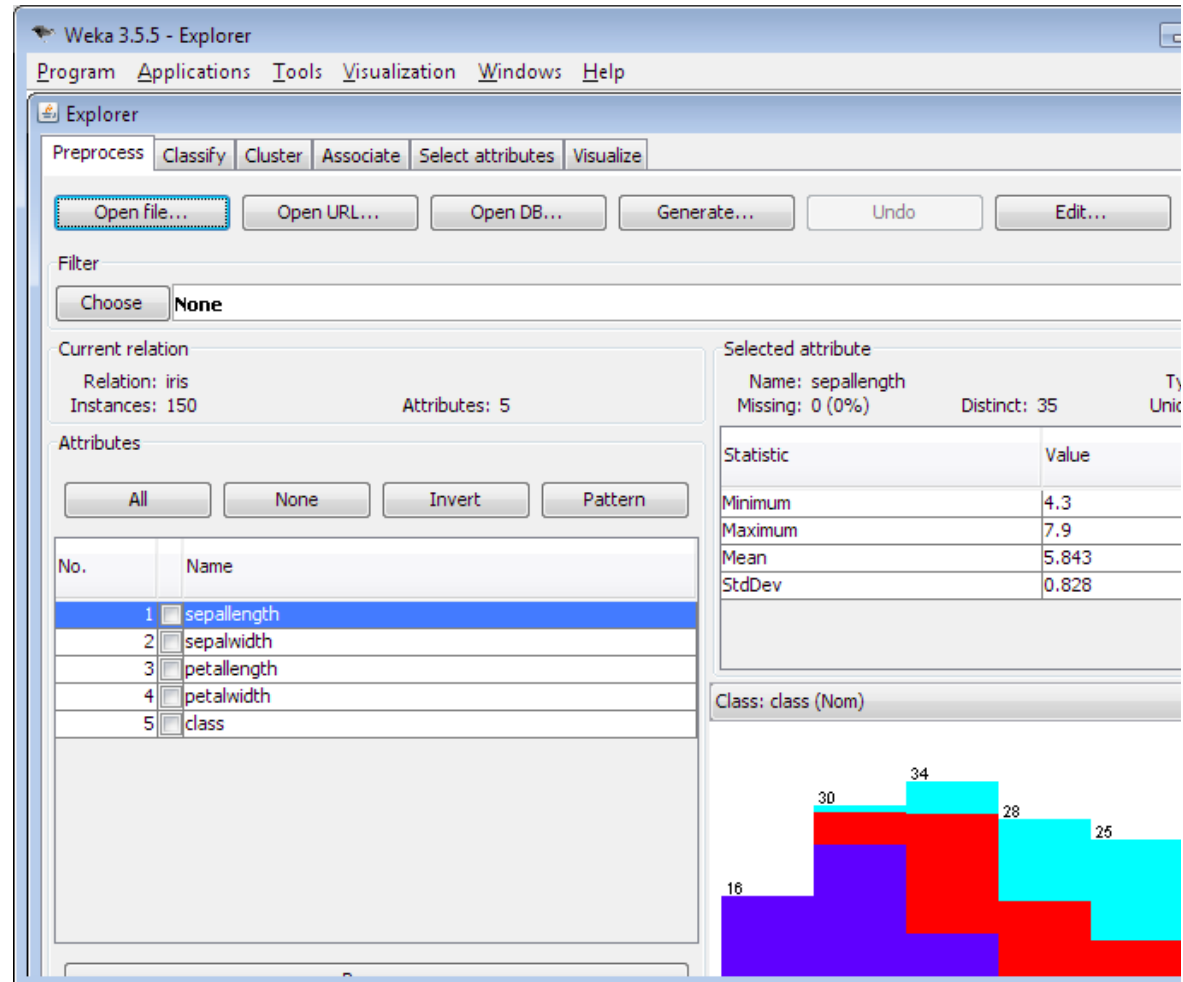 Weka 3.5.5 - Explorer
Program Applications Tools Visualization Windows Help
Explorer
Preprocess Classify Cluster Associate Select attributes Visualize
Open file... Open URL... Open DB... Generate... Undo Edit...
Filter
Choose None
Current relation
Relation: iris
Instances: 150 Attributes: 5
Attributes
All None Invert Pattern
No. Name
1 sepallength
2 sepalwidth
3 petallength
4 petalwidth
5 class
Selected attribute
Name: sepallength
Missing: 0 (0%) Distinct: 35
Statistic Value
Minimum 4.3
Maximum 7.9
Mean 5.843
StdDev 0.828
Class: class (Nom)
34
30
28
25
16